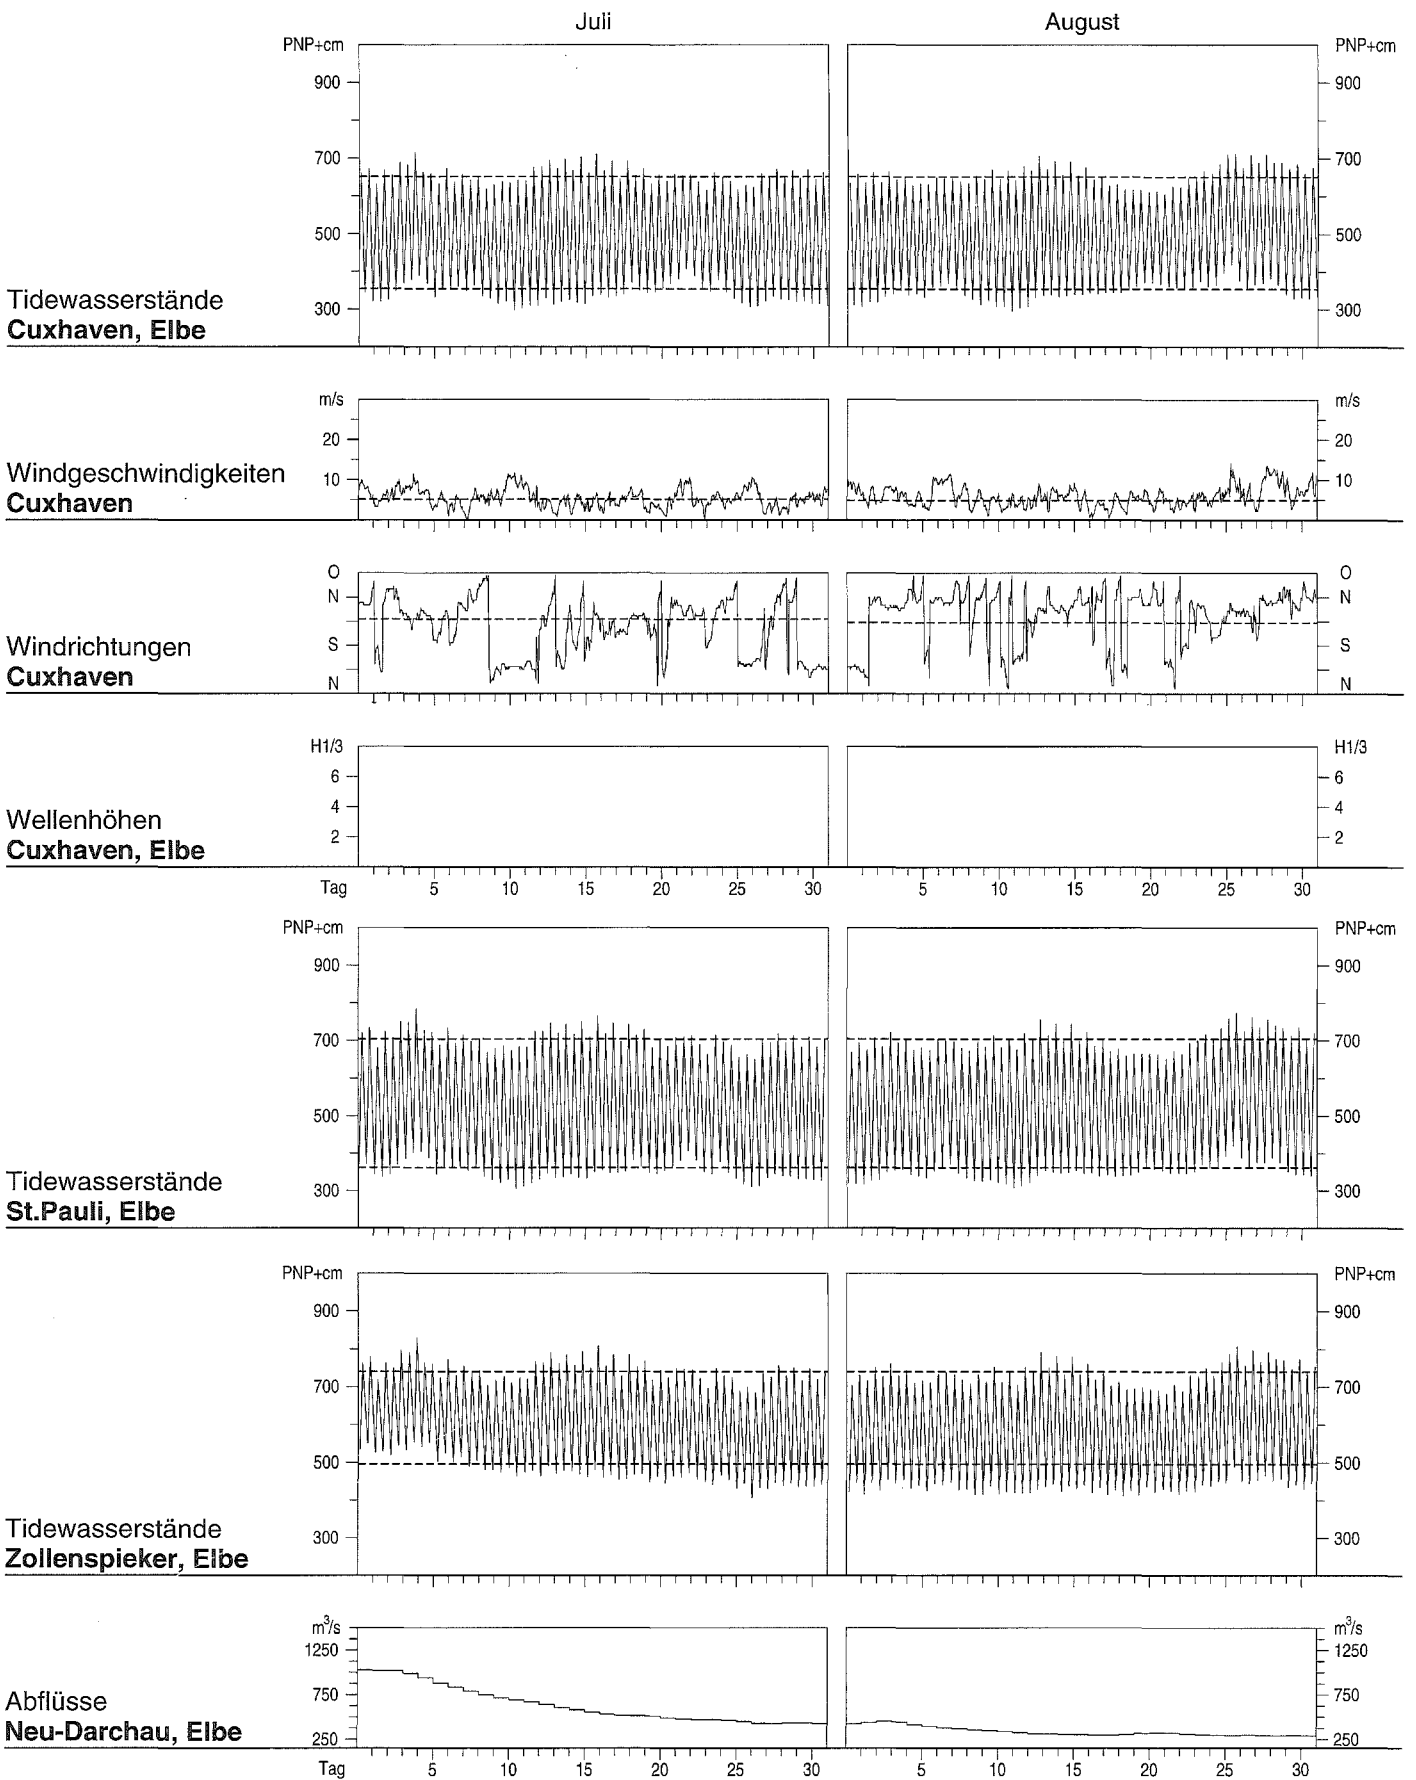 Juli August
PNP+cm PNP+cm
900 900
700 700
500 500
300 300
Tidewasserstände
Cuxhaven, Elbe
m/s m/s
20 20
10 10
Windgeschwindigkeiten
Cuxhaven
O O
N N
S S
N N
Windrichtungen
Cuxhaven
H1/3 H1/3
6 6
4 4
2 2
Wellenhöhen
Cuxhaven, Elbe
Tag 5 10 15 20 25 30 5 10 15 20 25 30
PNP+cm PNP+cm
900 900
700 700
500 500
300 300
Tidewasserstände
St.Pauli, Elbe
PNP+cm PNP+cm
900 900
700 700
500 500
300 300
Tidewasserstände
Zollenspieker, Elbe
m³/s m³/s
1250 1250
750 750
250 250
Abflüsse
Neu-Darchau, Elbe
Tag 5 10 15 20 25 30 5 10 15 20 25 30